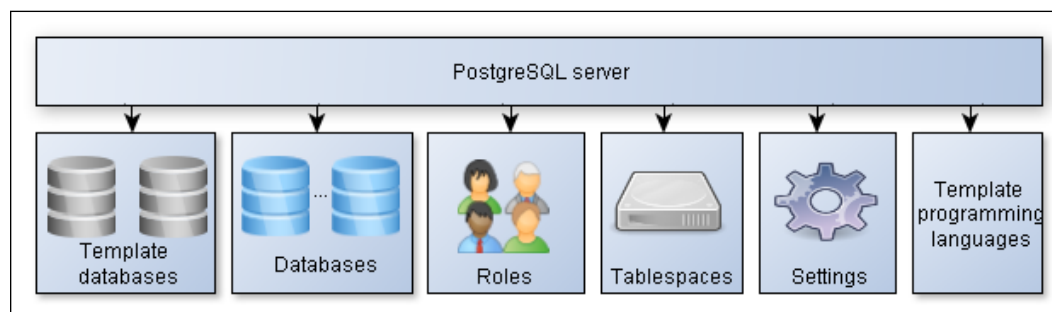 PostgreSQL server
Template
databases
...
Databases
Roles
Tablespaces
Settings
Template
programming
languages